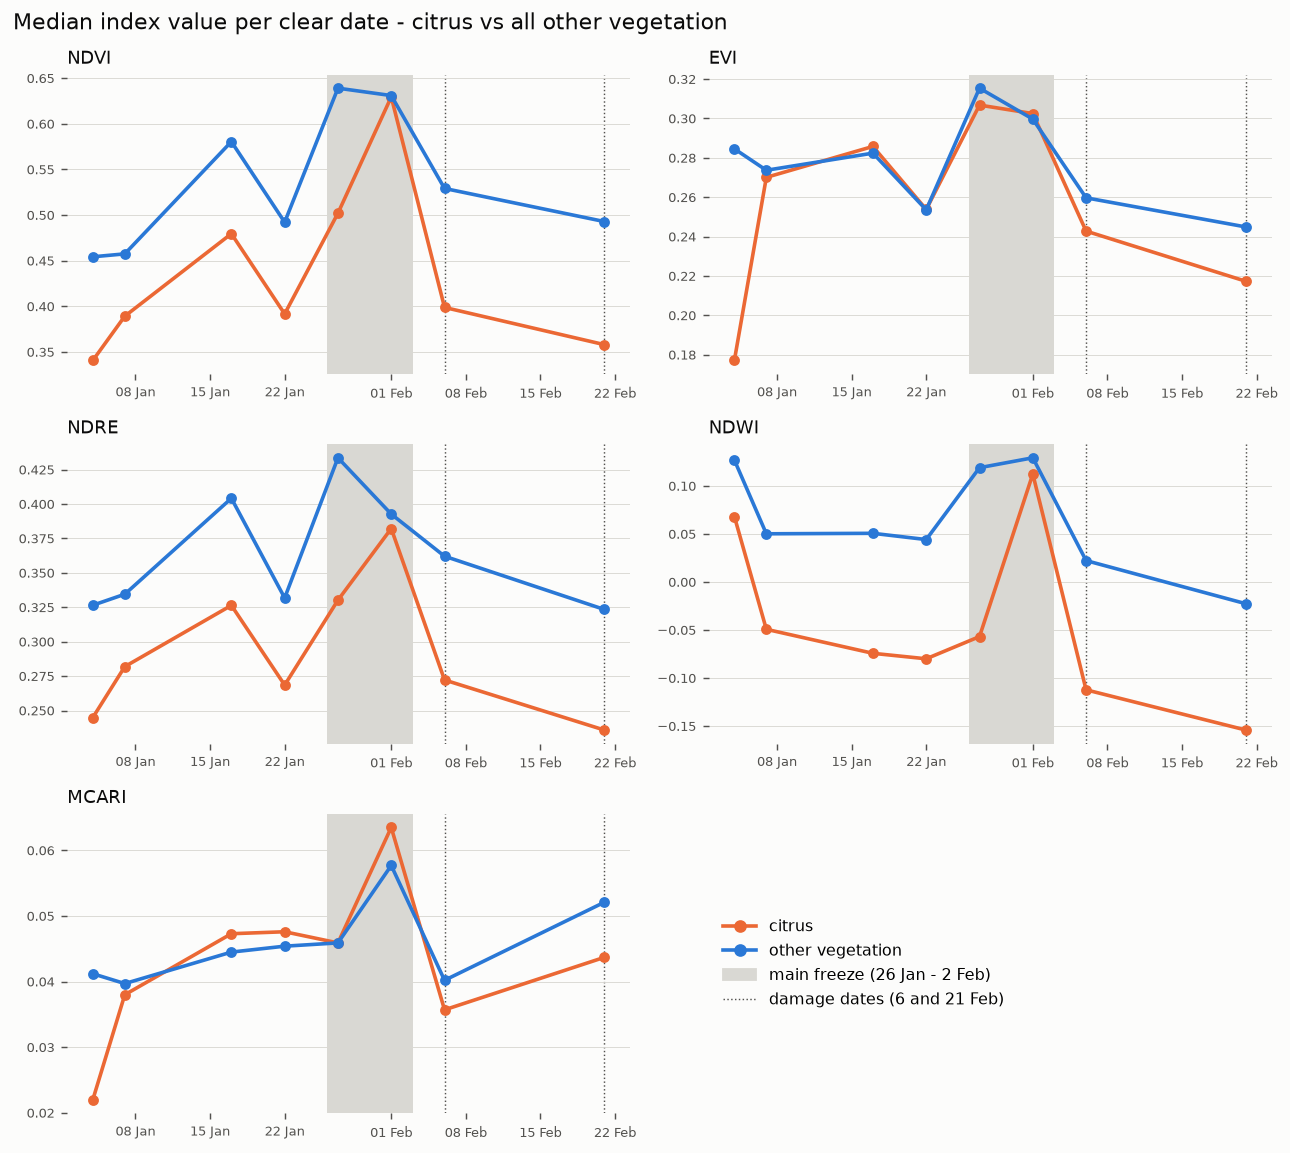 Median index value per clear date - citrus vs all other vegetation
NDVI
0.65
0.60
0.55
0.50
0.45
0.40
0.35
08 Jan 15 Jan 22 Jan 01 Feb 08 Feb 15 Feb 22 Feb
EVI
0.32
0.30
0.28
0.26
0.24
0.22
0.20
0.18
08 Jan 15 Jan 22 Jan 01 Feb 08 Feb 15 Feb 22 Feb
NDRE
0.425
0.400
0.375
0.350
0.325
0.300
0.275
0.250
08 Jan 15 Jan 22 Jan 01 Feb 08 Feb 15 Feb 22 Feb
NDWI
0.10
0.05
0.00
−0.05
−0.10
−0.15
08 Jan 15 Jan 22 Jan 01 Feb 08 Feb 15 Feb 22 Feb
MCARI
0.06
0.05
0.04
0.03
0.02
08 Jan 15 Jan 22 Jan 01 Feb 08 Feb 15 Feb 22 Feb
citrus
other vegetation
main freeze (26 Jan - 2 Feb)
damage dates (6 and 21 Feb)